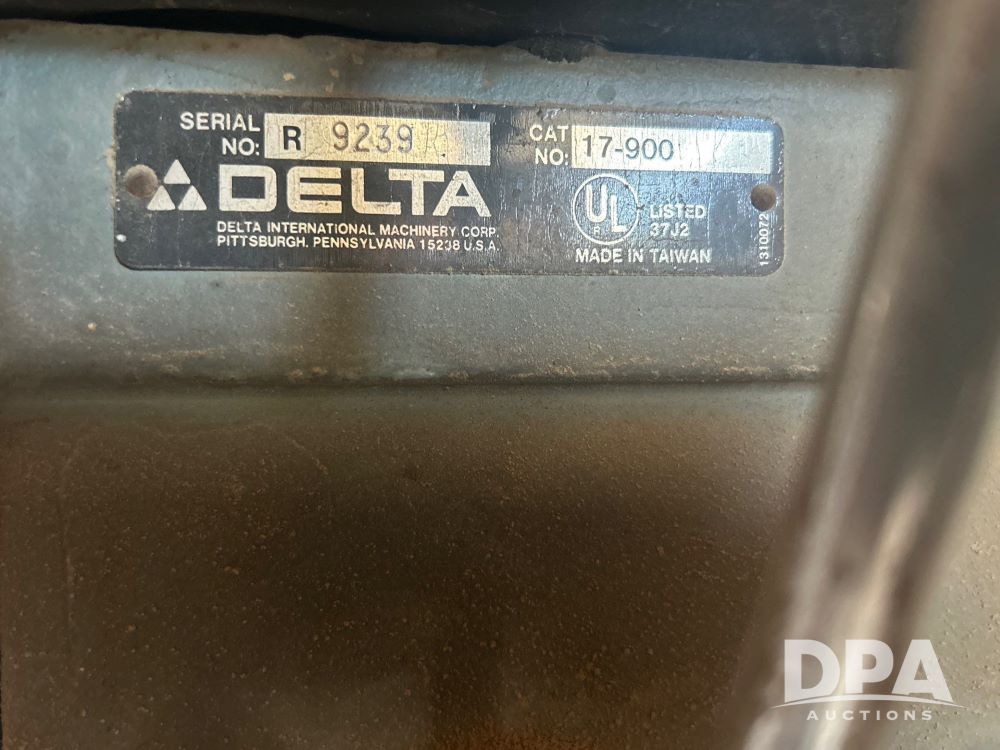 SERIAL NO: R 9239
CAT NO: 17-900
DELTA
DELTA INTERNATIONAL MACHINERY CORP.
PITTSBURGH, PENNSYLVANIA 15238 U.S.A.
UL R LISTED
37J2
MADE IN TAIWAN
1310072
DPA
AUCTIONS